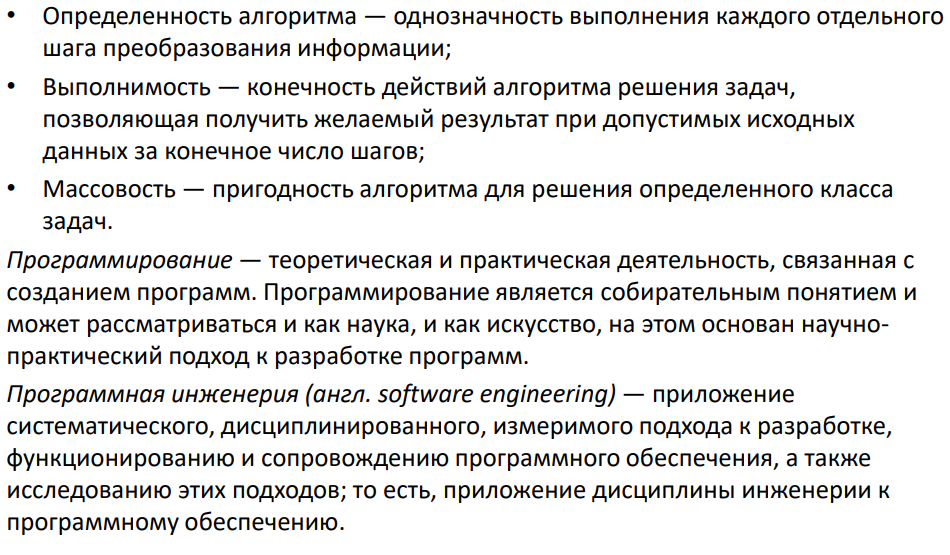 • Определенность алгоритма — однозначность выполнения каждого отдельного
шага преобразования информации;
• Выполнимость — конечность действий алгоритма решения задач,
позволяющая получить желаемый результат при допустимых исходных
данных за конечное число шагов;
• Массовость — пригодность алгоритма для решения определенного класса
задач.
Программирование — теоретическая и практическая деятельность, связанная с
созданием программ. Программирование является собирательным понятием и
может рассматриваться и как наука, и как искусство, на этом основан научно-
практический подход к разработке программ.
Программная инженерия (англ. software engineering) — приложение
систематического, дисциплинированного, измеримого подхода к разработке,
функционированию и сопровождению программного обеспечения, а также
исследованию этих подходов; то есть, приложение дисциплины инженерии к
программному обеспечению.